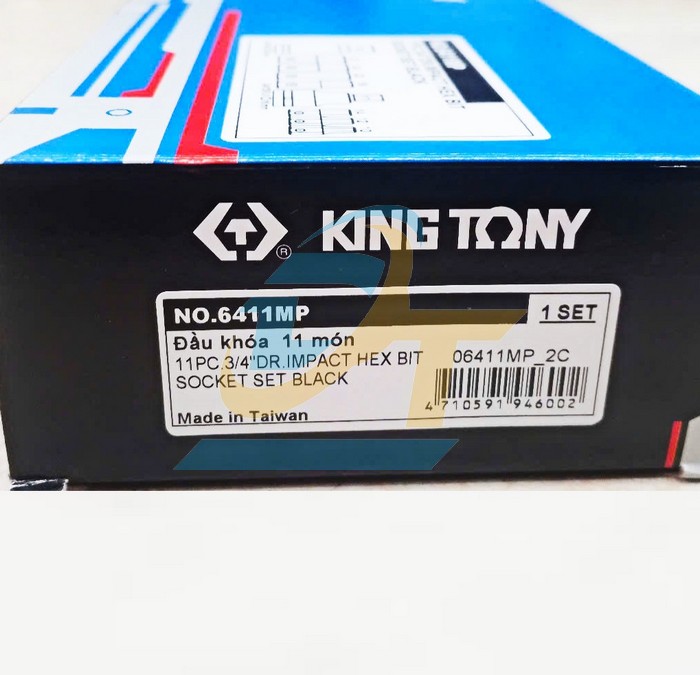 KING TONY
NO.6411MP 1 SET
Đầu khóa 11 món
11PC.3/4"DR.IMPACT HEX BIT 06411MP_2C
SOCKET SET BLACK
4 710591 946002
Made in Taiwan